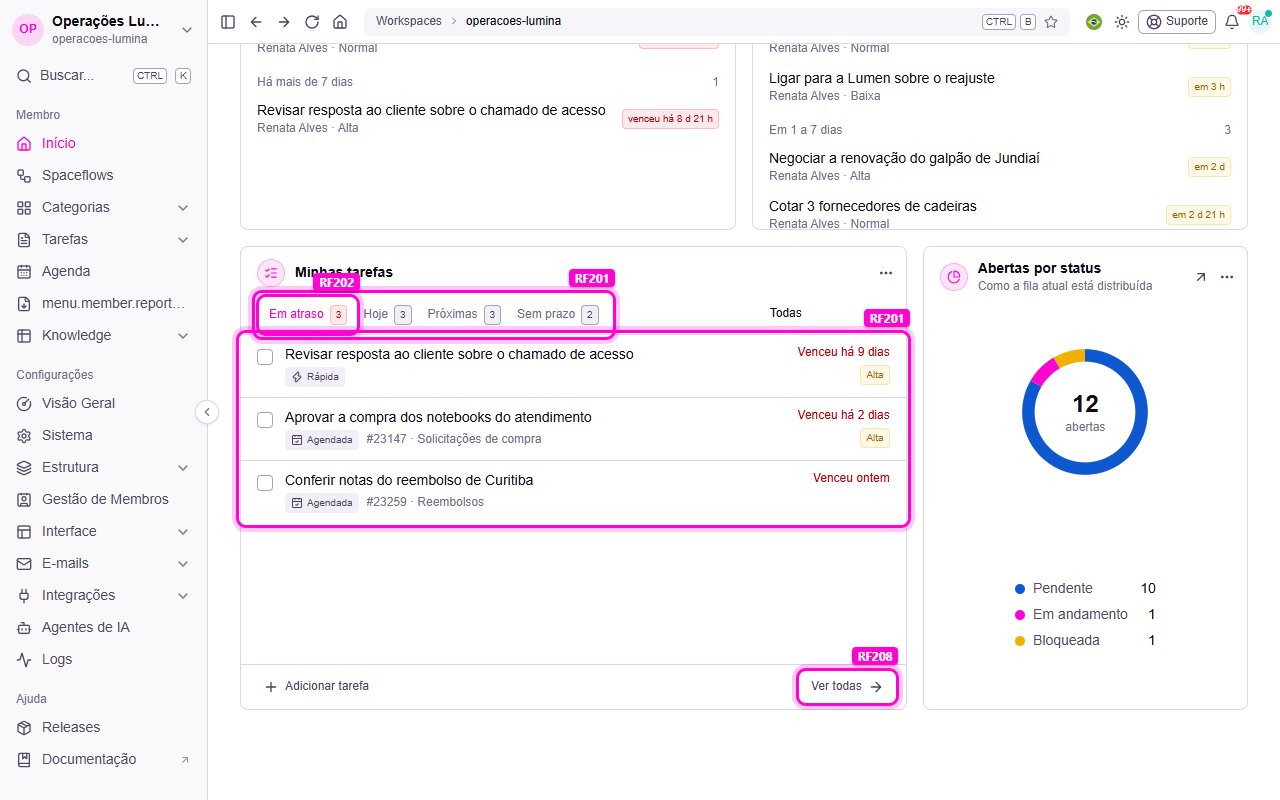 OP
Operações Lu...
operacoes-lumina
Buscar...
CTRL K
Membro
Início
Spaceflows
Categorias
Tarefas
Agenda
menu.member.report...
Knowledge
Configurações
Visão Geral
Sistema
Estrutura
Gestão de Membros
Interface
E-mails
Integrações
Agentes de IA
Logs
Ajuda
Releases
Documentação
Workspaces > operacoes-lumina
CTRL B
Suporte
99+
RA
Renata Alves · Normal
Há mais de 7 dias 1
Revisar resposta ao cliente sobre o chamado de acesso
Renata Alves · Alta
venceu há 8 d 21 h
Renata Alves · Normal
Ligar para a Lumen sobre o reajuste
Renata Alves · Baixa
em 3 h
Em 1 a 7 dias 3
Negociar a renovação do galpão de Jundiaí
Renata Alves · Alta
em 2 d
Cotar 3 fornecedores de cadeiras
Renata Alves · Normal
em 2 d 21 h
Minhas tarefas
RF202
RF201
Em atraso 3 Hoje 3 Próximas 3 Sem prazo 2 Todas
RF201
Revisar resposta ao cliente sobre o chamado de acesso
Rápida
Venceu há 9 dias
Alta
Aprovar a compra dos notebooks do atendimento
Agendada #23147 · Solicitações de compra
Venceu há 2 dias
Alta
Conferir notas do reembolso de Curitiba
Agendada #23259 · Reembolsos
Venceu ontem
RF208
Adicionar tarefa
Ver todas
Abertas por status
Como a fila atual está distribuída
12
abertas
Pendente 10
Em andamento 1
Bloqueada 1